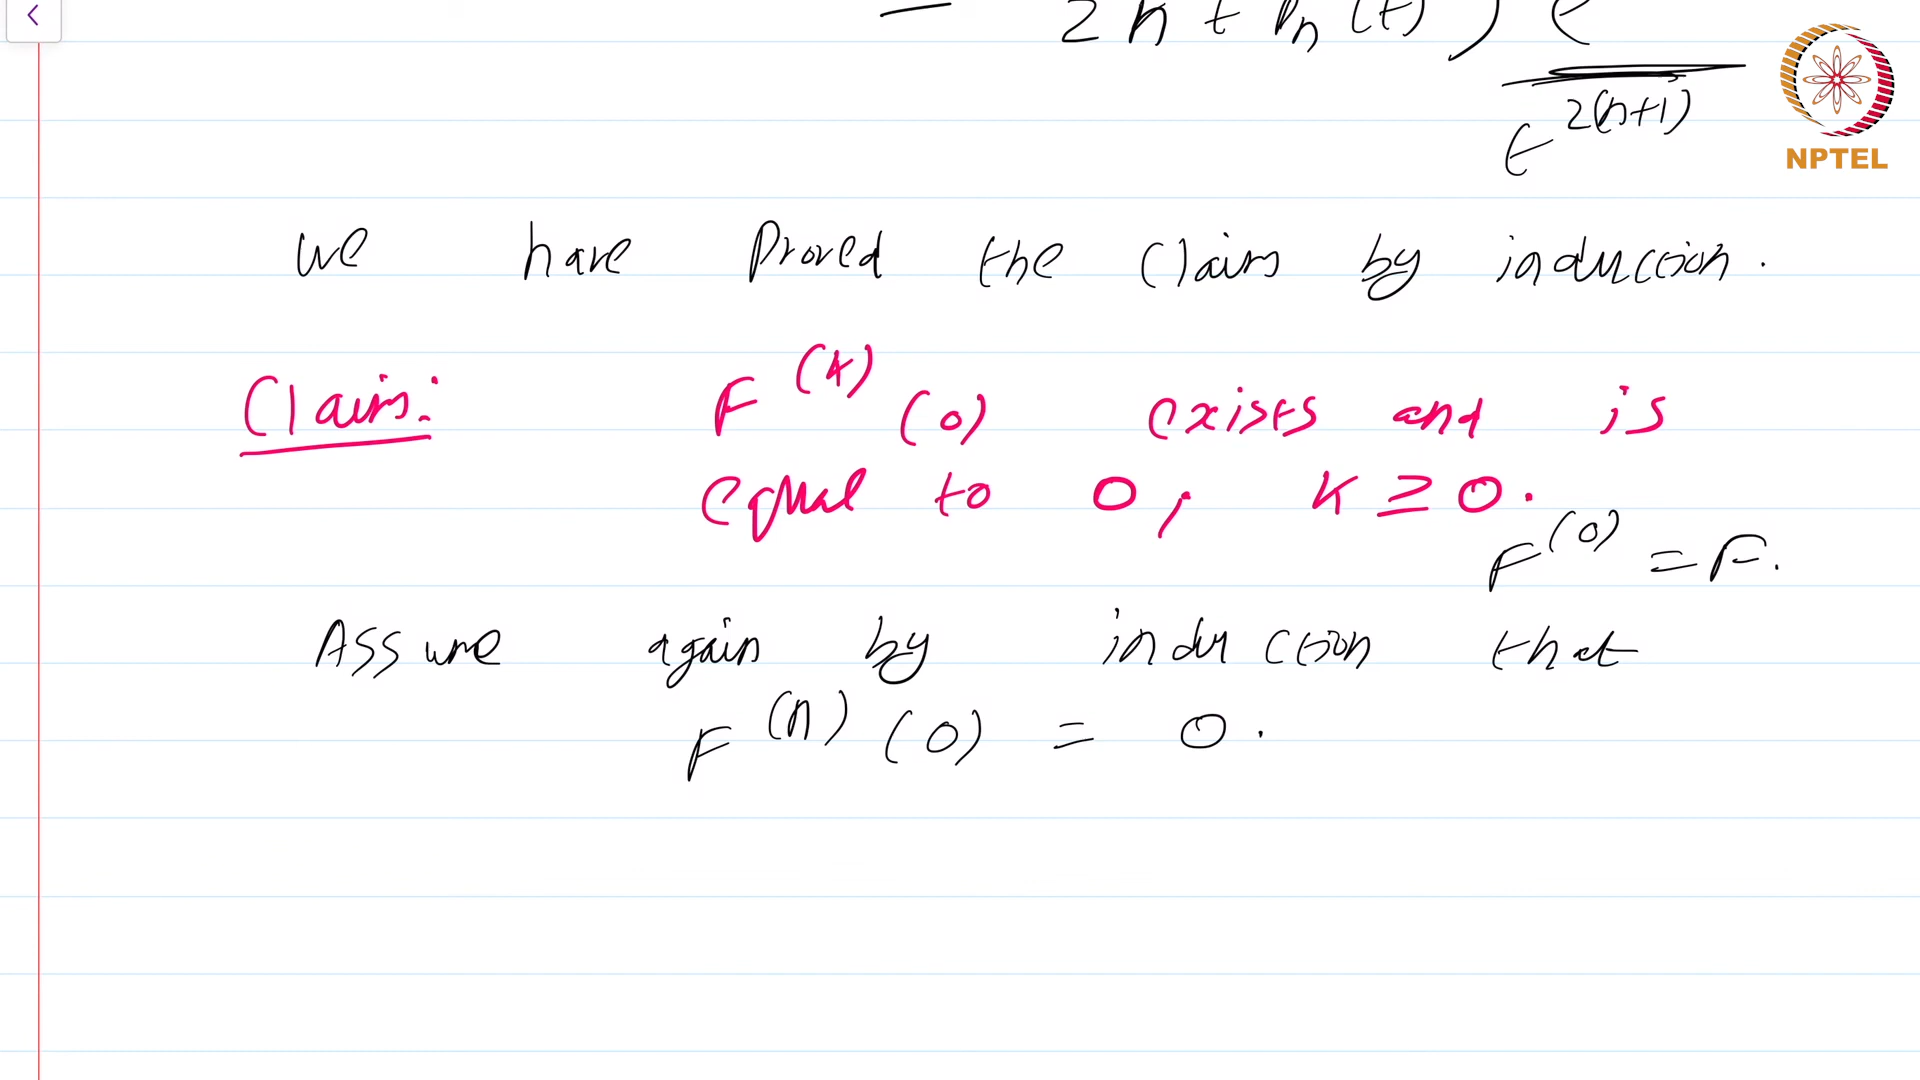 - 2n t Pn (t) ) e
t^2(n+1)
NPTEL
we have Proved the Claim by induction.
Claim: F^(k) (0) exists and is
equal to 0, k ≥ 0.
F^(0) = F.
Assume again by induction that
F^(n) (0) = 0.